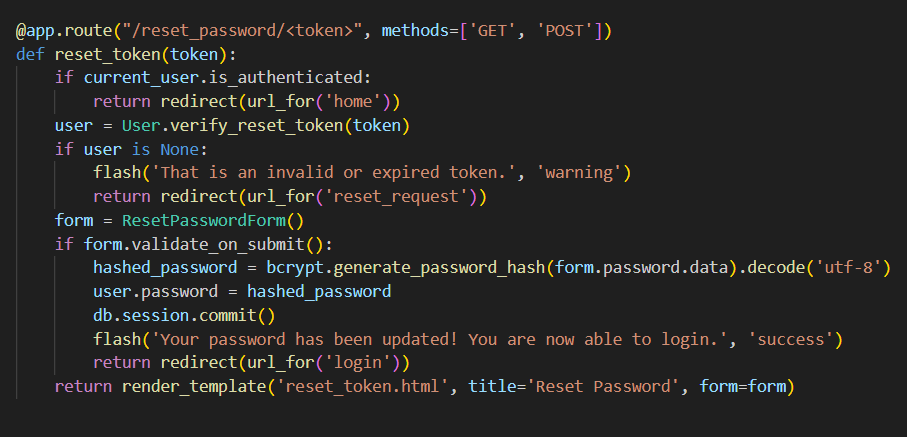 @app.route("/reset_password/<token>", methods=['GET', 'POST'])
def reset_token(token):
    if current_user.is_authenticated:
        return redirect(url_for('home'))
    user = User.verify_reset_token(token)
    if user is None:
        flash('That is an invalid or expired token.', 'warning')
        return redirect(url_for('reset_request'))
    form = ResetPasswordForm()
    if form.validate_on_submit():
        hashed_password = bcrypt.generate_password_hash(form.password.data).decode('utf-8')
        user.password = hashed_password
        db.session.commit()
        flash('Your password has been updated! You are now able to login.', 'success')
        return redirect(url_for('login'))
    return render_template('reset_token.html', title='Reset Password', form=form)